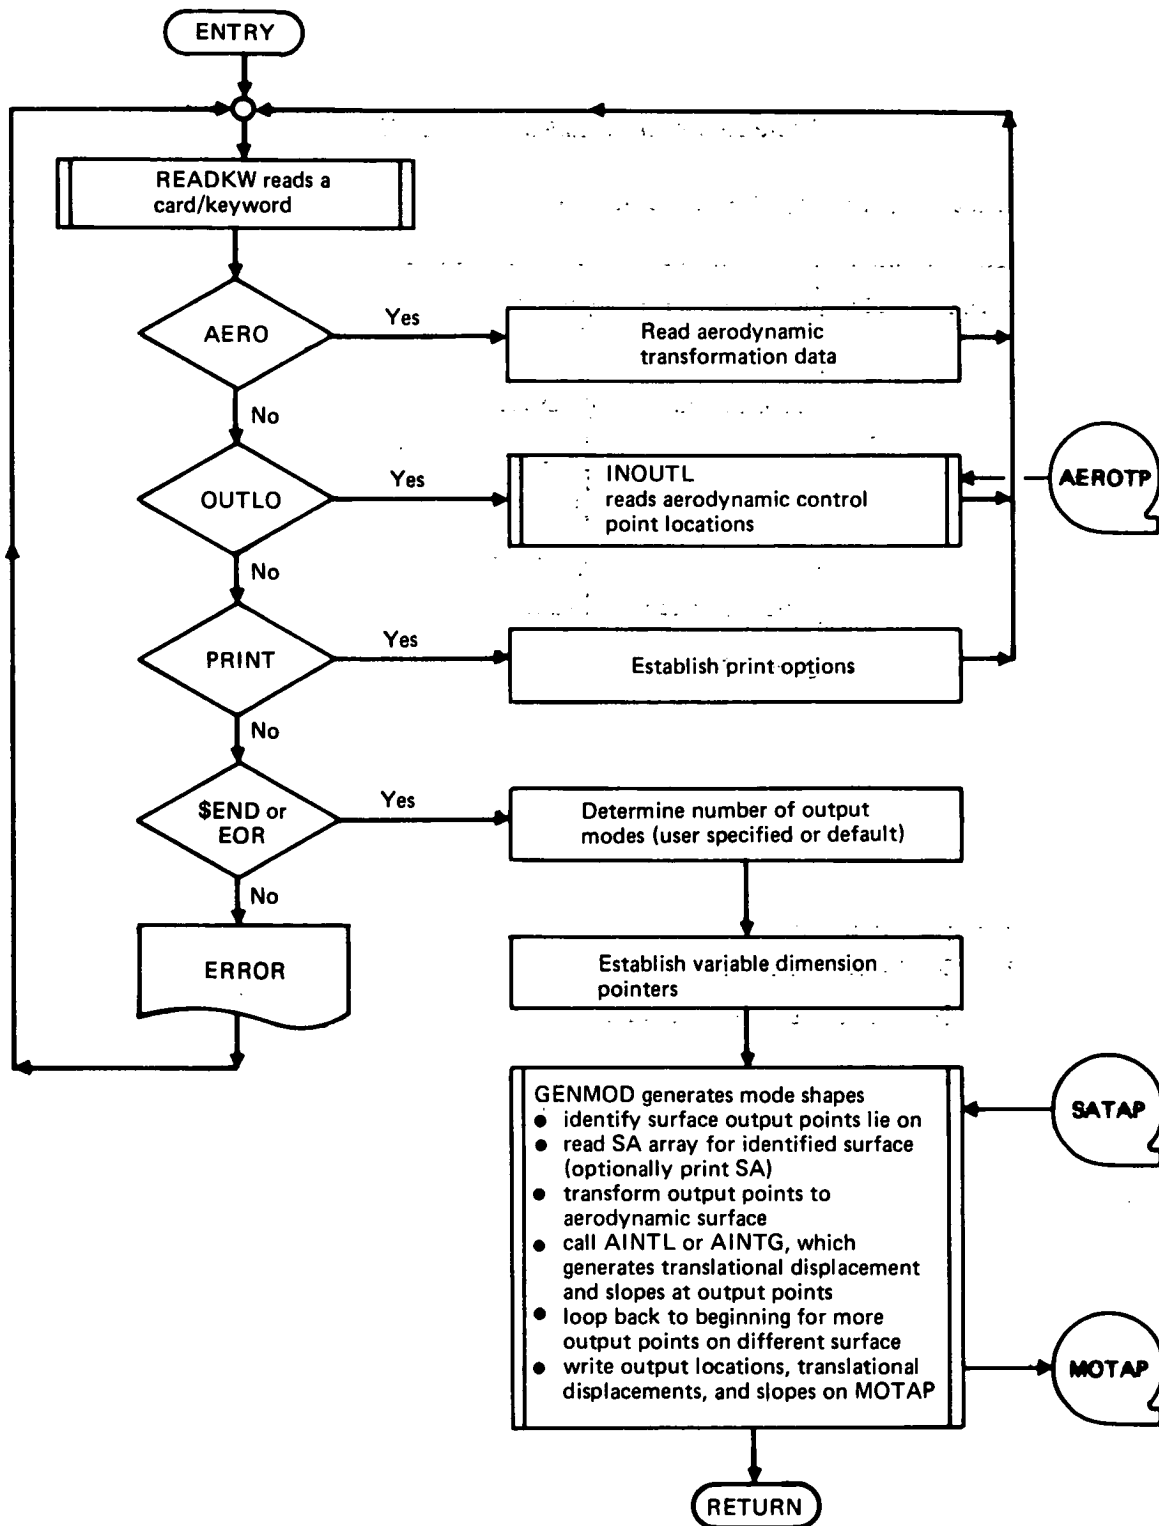 ENTRY
READKW reads a
card/keyword
AERO
Yes
Read aerodynamic
transformation data
No
OUTLO
Yes
INOUTL
reads aerodynamic control
point locations
AEROTP
No
PRINT
Yes
Establish print options
No
$END or
EOR
Yes
Determine number of output
modes (user specified or default)
No
ERROR
Establish variable dimension
pointers
GENMOD generates mode shapes
● identify surface output points lie on
● read SA array for identified surface
(optionally print SA)
● transform output points to
aerodynamic surface
● call AINTL or AINTG, which
generates translational displacement
and slopes at output points
● loop back to beginning for more
output points on different surface
● write output locations, translational
displacements, and slopes on MOTAP
SATAP
MOTAP
RETURN